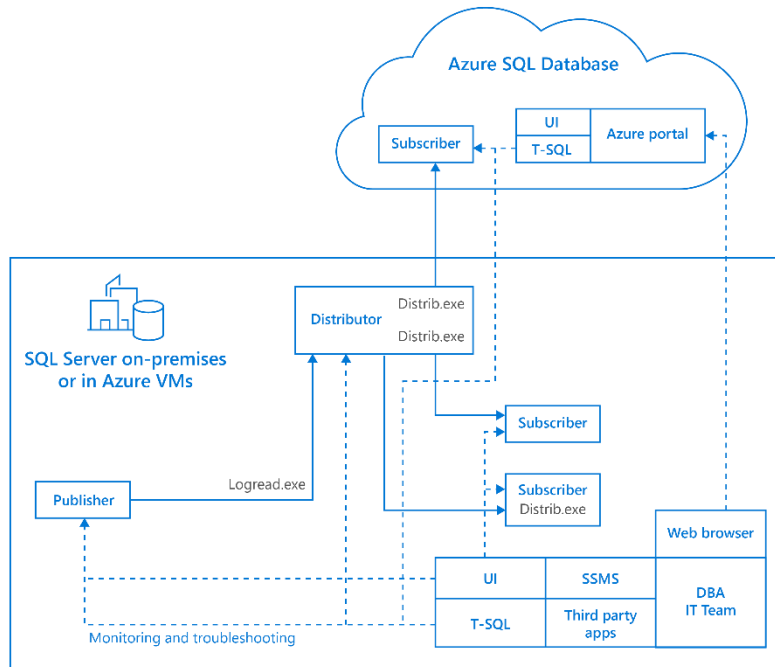 Azure SQL Database
UI
T-SQL
Azure portal
Subscriber
Distrib.exe
Distributor
Distrib.exe
SQL Server on-premises
or in Azure VMs
Subscriber
Logread.exe
Publisher
Subscriber
Distrib.exe
Web browser
UI
SSMS
DBA
IT Team
T-SQL
Third party
apps
Monitoring and troubleshooting